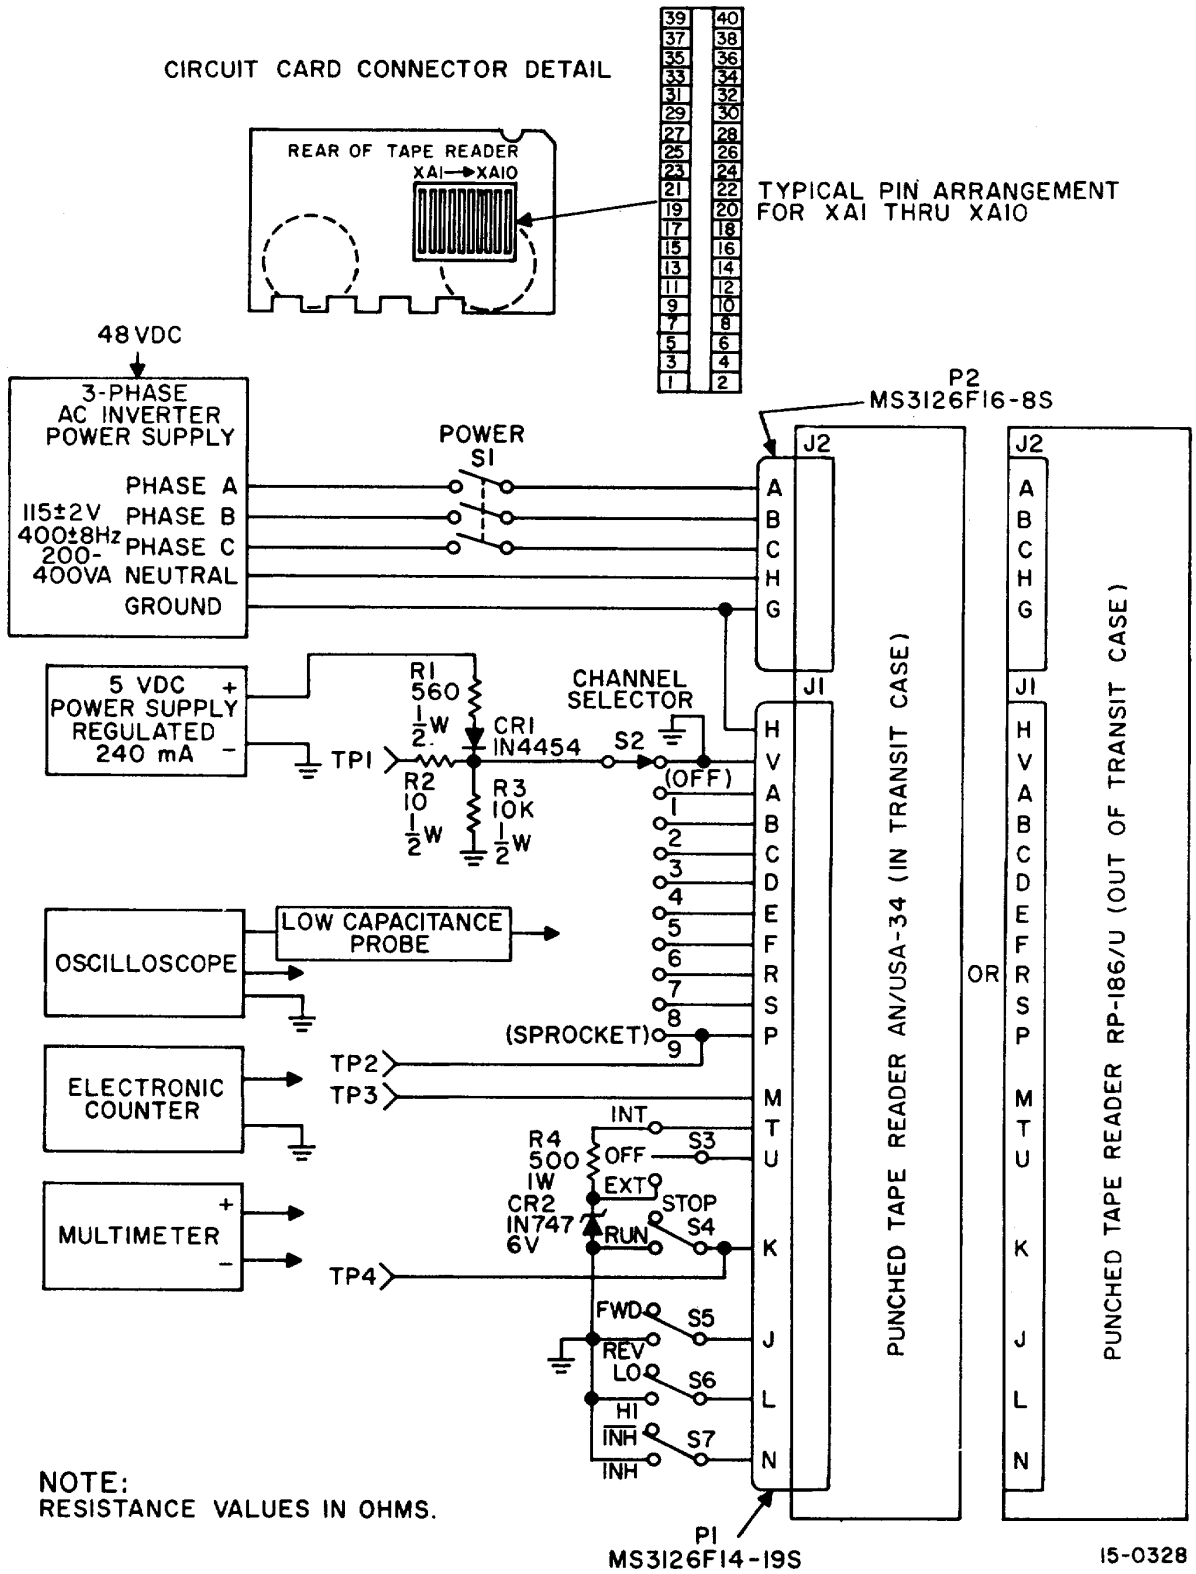 CIRCUIT CARD CONNECTOR DETAIL
39 40
37 38
35 36
33 34
31 32
29 30
27 28
25 26
23 24
21 22
19 20
17 18
15 16
13 14
11 12
9 10
7 8
5 6
3 4
1 2
REAR OF TAPE READER
XA1 XA10
TYPICAL PIN ARRANGEMENT
FOR XA1 THRU XA10
48 VDC
3-PHASE
AC INVERTER
POWER SUPPLY
PHASE A
PHASE B
PHASE C
NEUTRAL
GROUND
115±2V
400±8Hz
200-
400VA
POWER
S1
P2
MS3126F16-8S
J2
A
B
C
H
G
J2
A
B
C
H
G
5 VDC +
POWER SUPPLY
REGULATED
240 mA -
R1
560
1/2 W
CR1
1N4454
TP1
R2
10
1/2 W
R3
10K
1/2 W
CHANNEL
SELECTOR
S2
(OFF)
1
2
3
4
5
6
7
8
(SPROCKET) 9
J1
H
V
A
B
C
D
E
F
R
S
P
M
T
U
K
J
L
N
OSCILLOSCOPE
LOW CAPACITANCE
PROBE
ELECTRONIC
COUNTER
MULTIMETER
+
-
TP2
TP3
TP4
INT
OFF S3
EXT
R4
500
1W
CR2
1N747
6V
STOP
RUN S4
FWD S5
REV
LO S6
HI
I̅N̅H̅ S7
INH
PUNCHED TAPE READER AN/USA-34 (IN TRANSIT CASE)
OR
J1
H
V
A
B
C
D
E
F
R
S
P
M
T
U
K
J
L
N
PUNCHED TAPE READER RP-186/U (OUT OF TRANSIT CASE)
NOTE:
RESISTANCE VALUES IN OHMS.
P1
MS3126F14-19S
15-0328